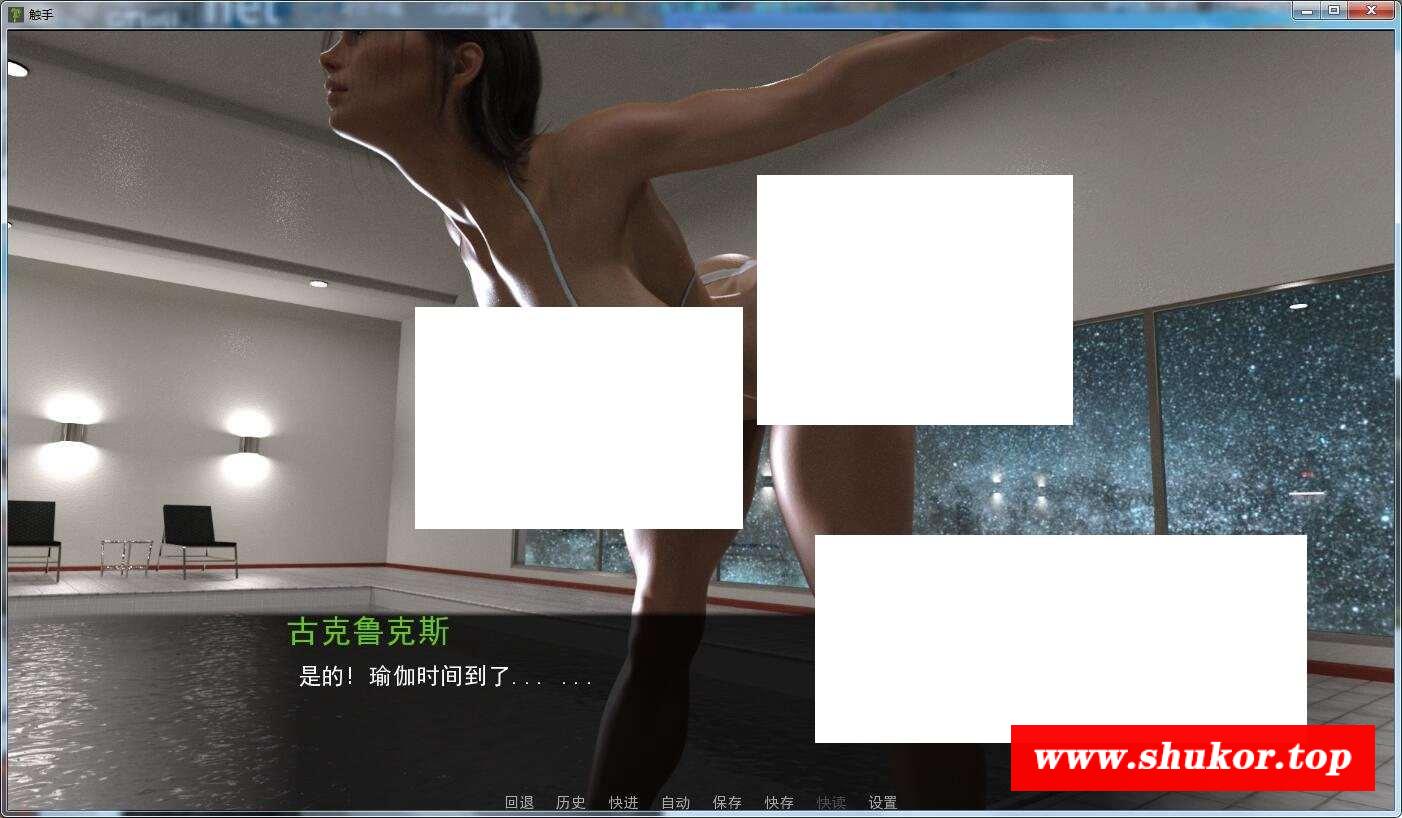 触手
古克鲁克斯
是的! 瑜伽时间到了... ...
www.shukor.top
回退 历史 快进 自动 保存 快存 快读 设置